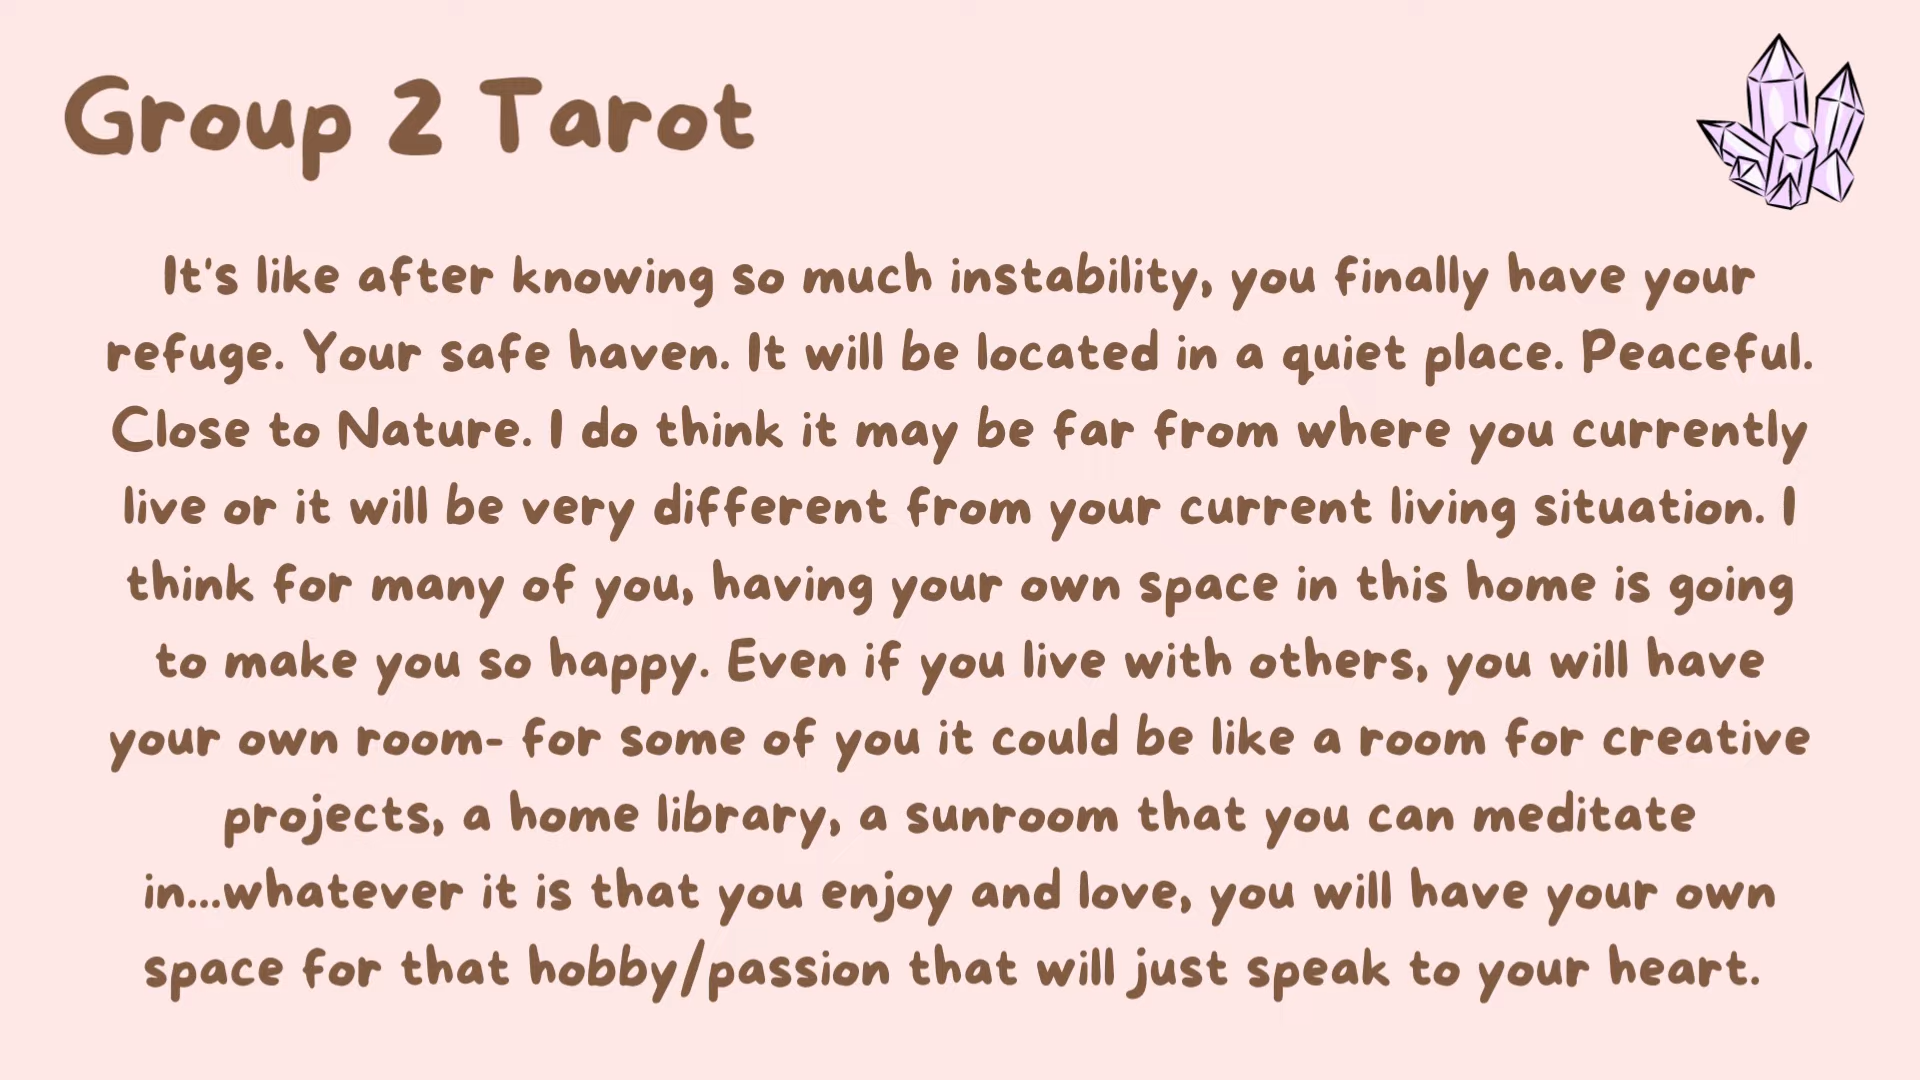 Group 2 Tarot
It's like after knowing so much instability, you finally have your
refuge. Your safe haven. It will be located in a quiet place. Peaceful.
Close to Nature. I do think it may be far from where you currently
live or it will be very different from your current living situation. I
think for many of you, having your own space in this home is going
to make you so happy. Even if you live with others, you will have
your own room- for some of you it could be like a room for creative
projects, a home library, a sunroom that you can meditate
in...whatever it is that you enjoy and love, you will have your own
space for that hobby/passion that will just speak to your heart.